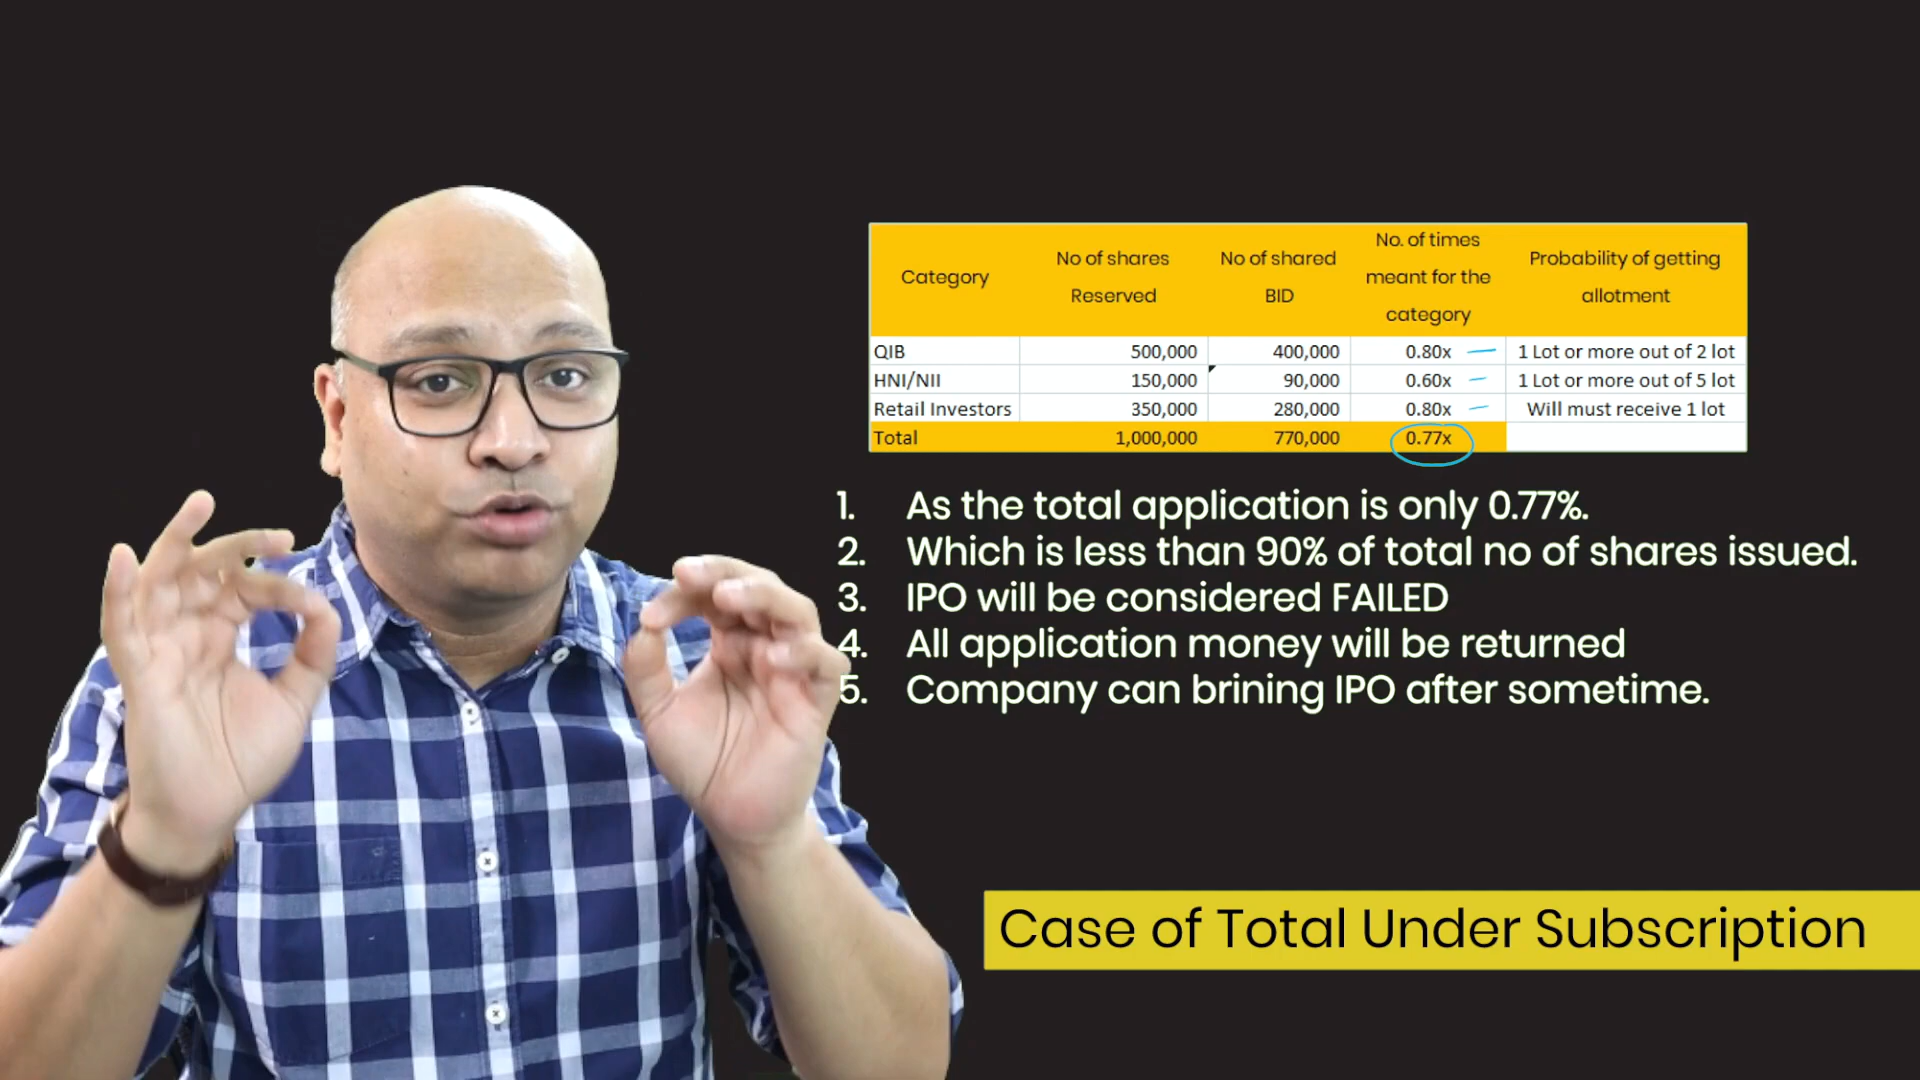 Category No of shares Reserved No of shared BID No. of times meant for the category Probability of getting allotment
QIB 500,000 400,000 0.80x 1 Lot or more out of 2 lot
HNI/NII 150,000 90,000 0.60x 1 Lot or more out of 5 lot
Retail Investors 350,000 280,000 0.80x Will must receive 1 lot
Total 1,000,000 770,000 0.77x
1. As the total application is only 0.77%.
2. Which is less than 90% of total no of shares issued.
3. IPO will be considered FAILED
4. All application money will be returned
5. Company can brining IPO after sometime.
Case of Total Under Subscription